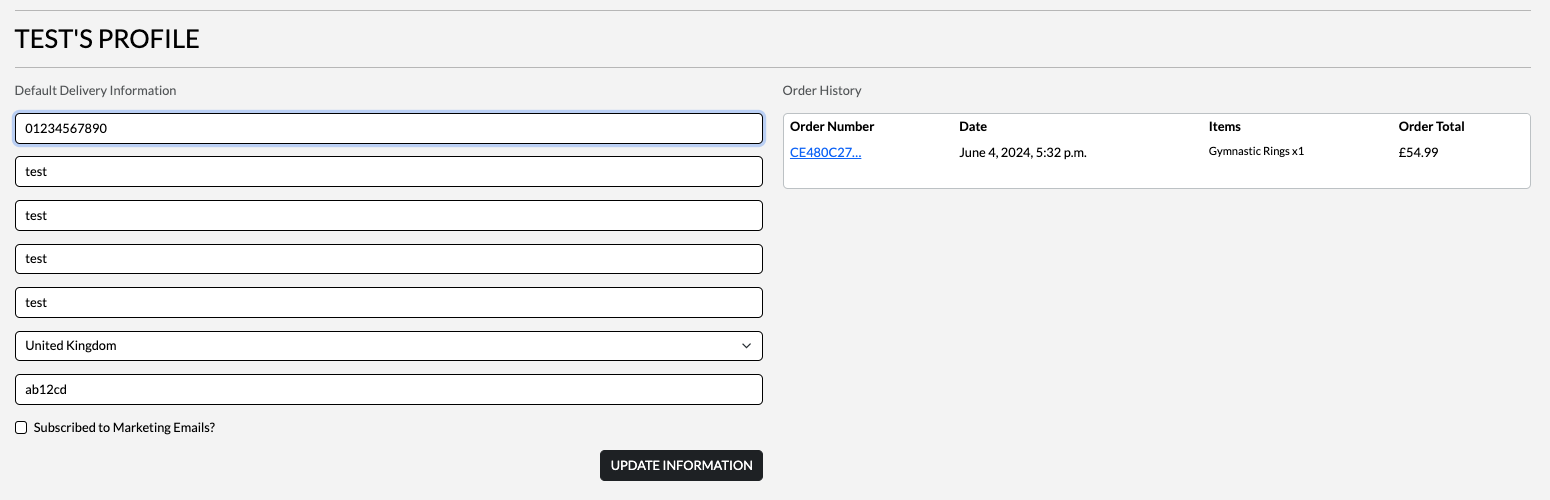 TEST'S PROFILE
Default Delivery Information
01234567890
test
test
test
test
United Kingdom
ab12cd
Subscribed to Marketing Emails?
UPDATE INFORMATION
Order History
Order Number Date Items Order Total
CE480C27... June 4, 2024, 5:32 p.m. Gymnastic Rings x1 £54.99